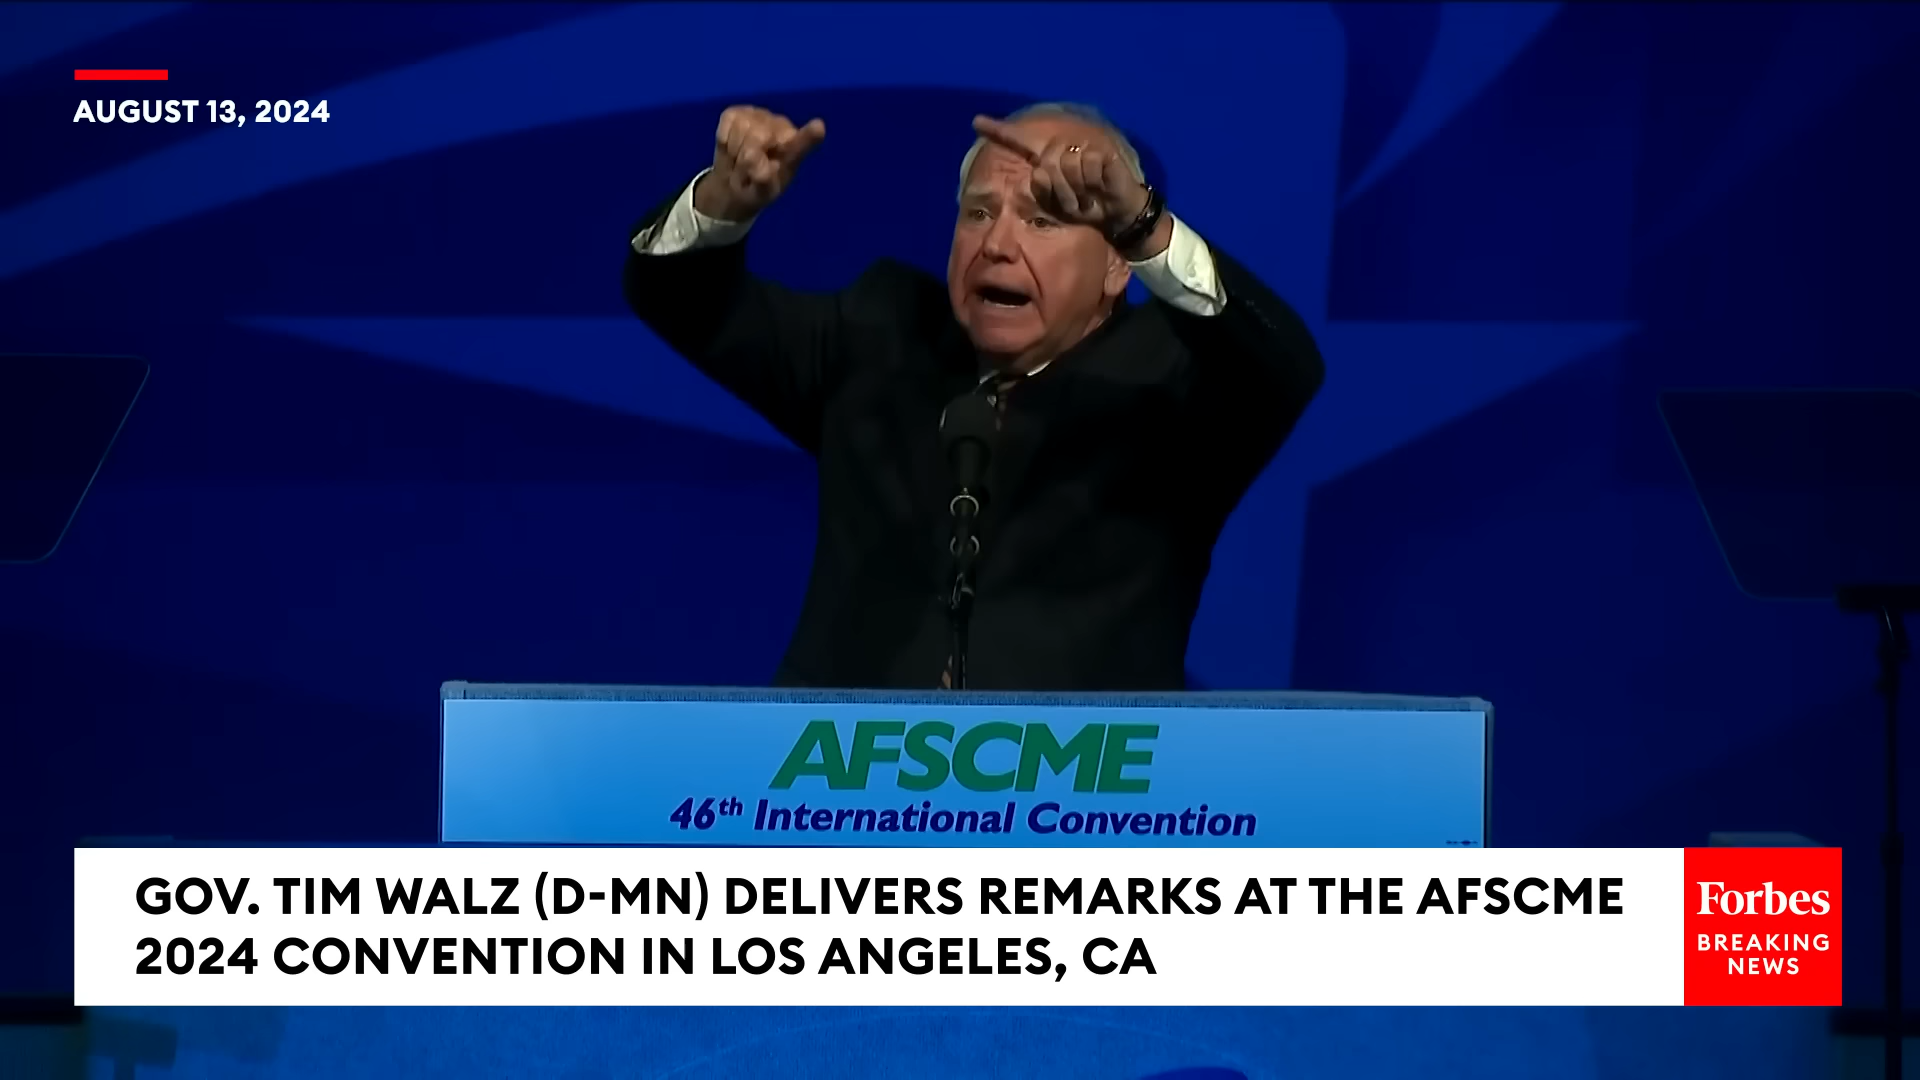 AUGUST 13, 2024
AFSCME
46th International Convention
GOV. TIM WALZ (D-MN) DELIVERS REMARKS AT THE AFSCME
2024 CONVENTION IN LOS ANGELES, CA
Forbes
BREAKING
NEWS